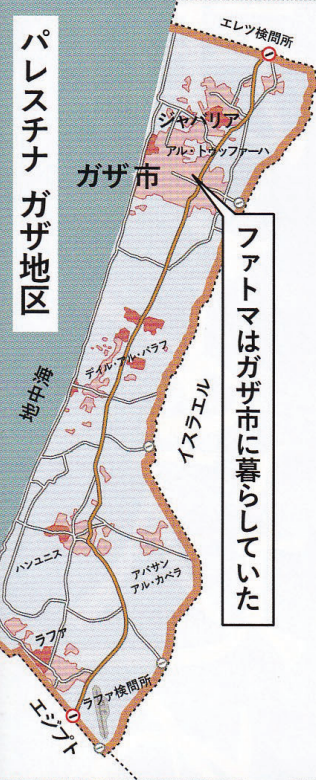 パレスチナ ガザ地区
エレツ検問所
ジャバリア
アル・トゥッファーハ
ガザ市
ファトマはガザ市に暮らしていた
デイル・アル・バラフ
地中海
イスラエル
ハンユニス
アバサン
アル・カベラ
ラファ
ラファ検問所
エジプト